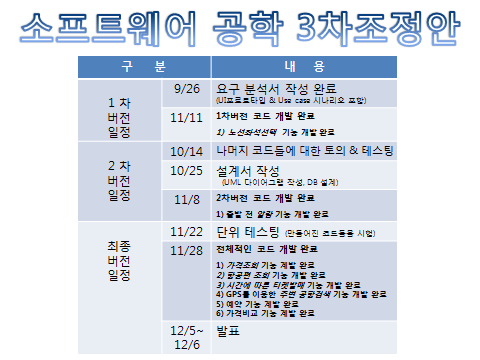 소프트웨어 공학 3차조정안
구 분 내 용
1 차 버전 일정
9/26 요구 분석서 작성 완료
(UI프로토타입 & Use case 시나리오 포함)
11/11 1차버전 코드 개발 완료
1) 노선좌석선택 기능 개발 완료
2 차 버전 일정
10/14 나머지 코드들에 대한 토의 & 테스팅
10/25 설계서 작성
(UML 다이어그램 작성, DB 설계)
11/8 2차버전 코드 개발 완료
1) 출발 전 알람 기능 개발 완료
최종 버전 일정
11/22 단위 테스팅 (만들어진 코드들을 시험)
11/28 전체적인 코드 개발 완료
1) 가격조회 기능 개발 완료
2) 항공편 조회 기능 개발 완료
3) 시간에 따른 티켓발매 기능 개발 완료
4) GPS를 이용한 주변 공항검색 기능 개발 완료
5) 예약 기능 개발 완료
6) 가격비교 기능 개발 완료
12/5~ 발표
12/6